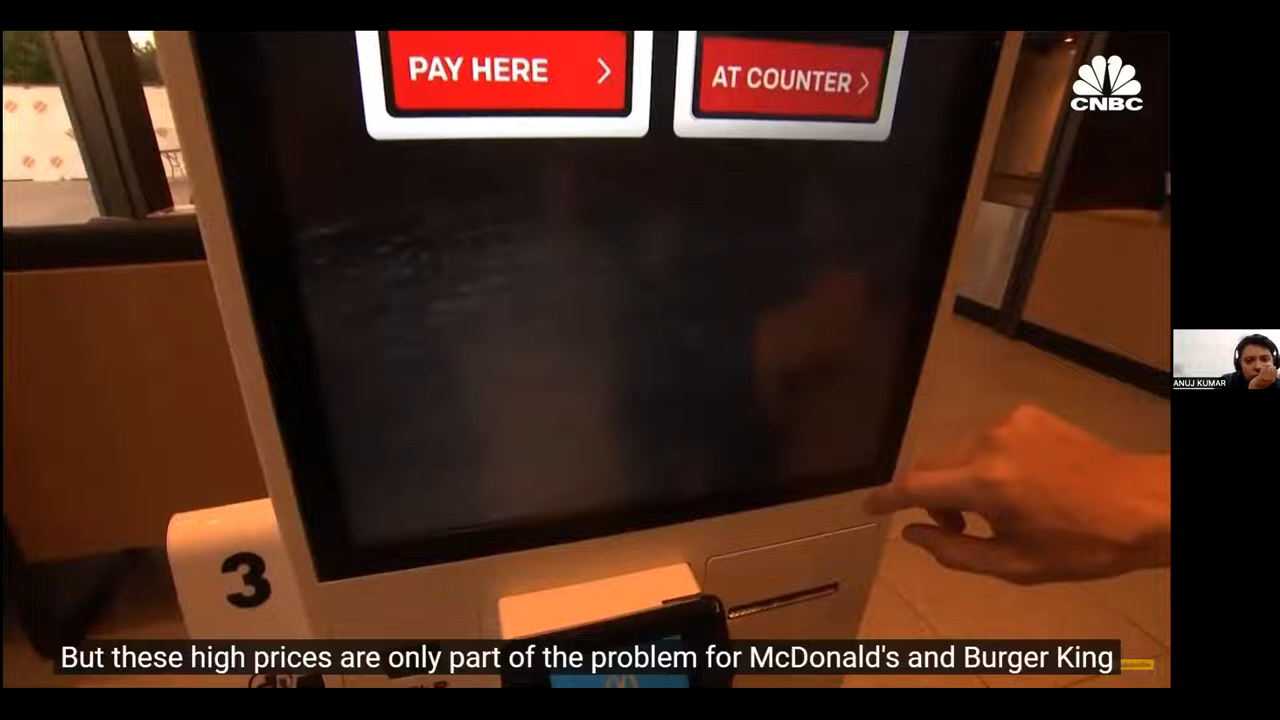 PAY HERE
AT COUNTER
CNBC
ANUJ KUMAR
3
But these high prices are only part of the problem for McDonald's and Burger King